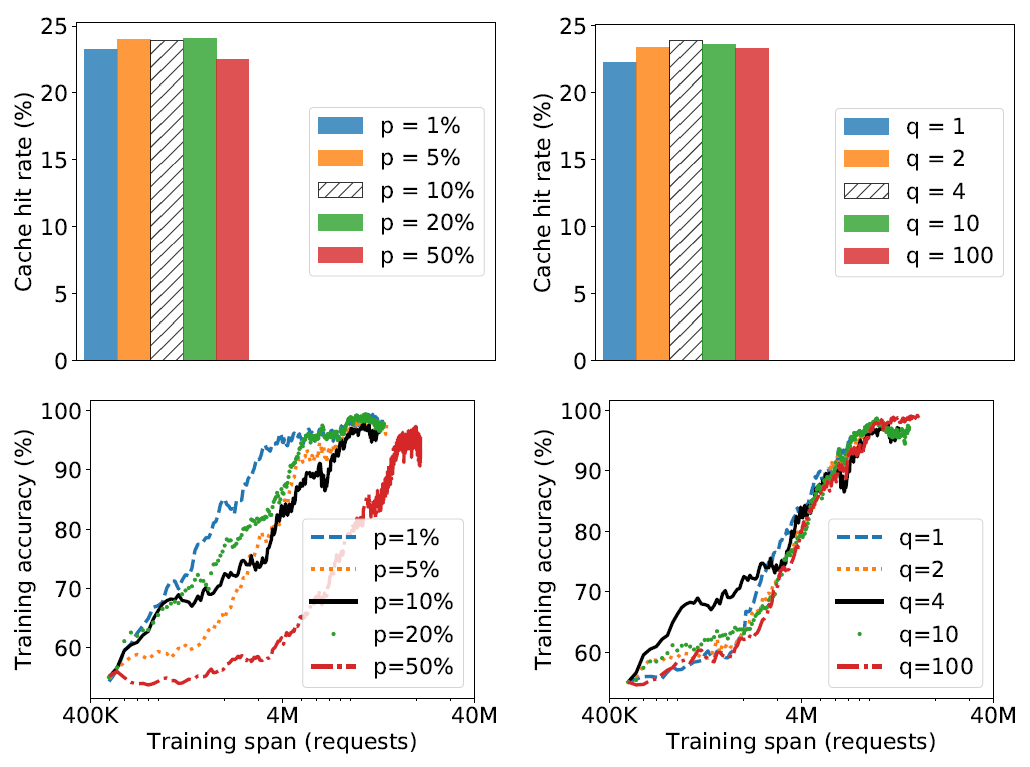 Cache hit rate (%)
25
20
15
10
5
0
p = 1%
p = 5%
p = 10%
p = 20%
p = 50%
Cache hit rate (%)
25
20
15
10
5
0
q = 1
q = 2
q = 4
q = 10
q = 100
Training accuracy (%)
100
90
80
70
60
p=1%
p=5%
p=10%
p=20%
p=50%
400K
4M
40M
Training span (requests)
Training accuracy (%)
100
90
80
70
60
q=1
q=2
q=4
q=10
q=100
400K
4M
40M
Training span (requests)